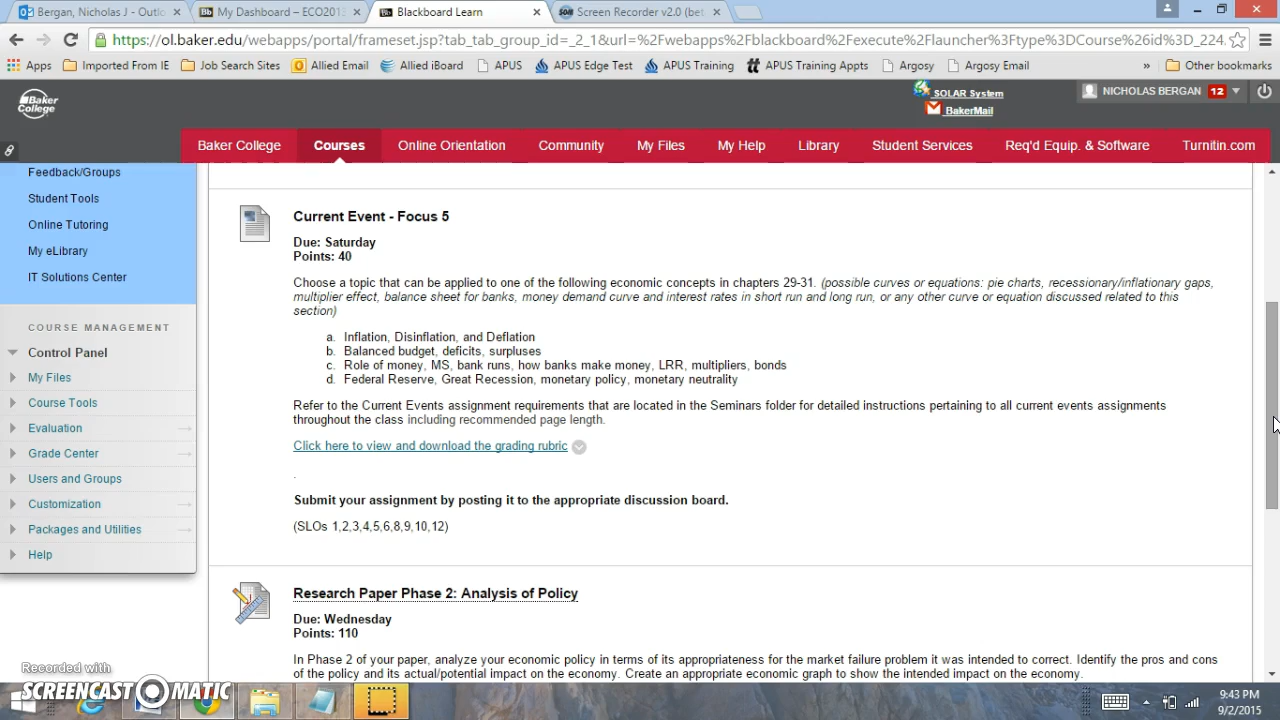 Bergan, Nicholas J - Outlo
Bb My Dashboard – ECO2013
Bb Blackboard Learn
SOM Screen Recorder v2.0 (bet
https://ol.baker.edu/webapps/portal/frameset.jsp?tab_tab_group_id=_2_1&url=%2Fwebapps%2Fblackboard%2Fexecute%2Flauncher%3Ftype%3DCourse%26id%3D_224.
Apps Imported From IE Job Search Sites Allied Email Allied iBoard APUS APUS Edge Test APUS Training APUS Training Appts Argosy Argosy Email » Other bookmarks
Baker College
SOLAR System
BakerMail
NICHOLAS BERGAN 12
Baker College Courses Online Orientation Community My Files My Help Library Student Services Req'd Equip. & Software Turnitin.com
Feedback/Groups
Student Tools
Online Tutoring
My eLibrary
IT Solutions Center
COURSE MANAGEMENT
Control Panel
My Files
Course Tools
Evaluation
Grade Center
Users and Groups
Customization
Packages and Utilities
Help
Current Event - Focus 5
Due: Saturday
Points: 40
Choose a topic that can be applied to one of the following economic concepts in chapters 29-31. (possible curves or equations: pie charts, recessionary/inflationary gaps,
multiplier effect, balance sheet for banks, money demand curve and interest rates in short run and long run, or any other curve or equation discussed related to this
section)
a. Inflation, Disinflation, and Deflation
b. Balanced budget, deficits, surpluses
c. Role of money, MS, bank runs, how banks make money, LRR, multipliers, bonds
d. Federal Reserve, Great Recession, monetary policy, monetary neutrality
Refer to the Current Events assignment requirements that are located in the Seminars folder for detailed instructions pertaining to all current events assignments
throughout the class including recommended page length.
Click here to view and download the grading rubric
.
Submit your assignment by posting it to the appropriate discussion board.
(SLOs 1,2,3,4,5,6,8,9,10,12)
Research Paper Phase 2: Analysis of Policy
Due: Wednesday
Points: 110
In Phase 2 of your paper, analyze your economic policy in terms of its appropriateness for the market failure problem it was intended to correct. Identify the pros and cons
of the policy and its actual/potential impact on the economy. Create an appropriate economic graph to show the intended impact on the economy.
Recorded with
SCREENCAST-O-MATIC
9:43 PM
9/2/2015